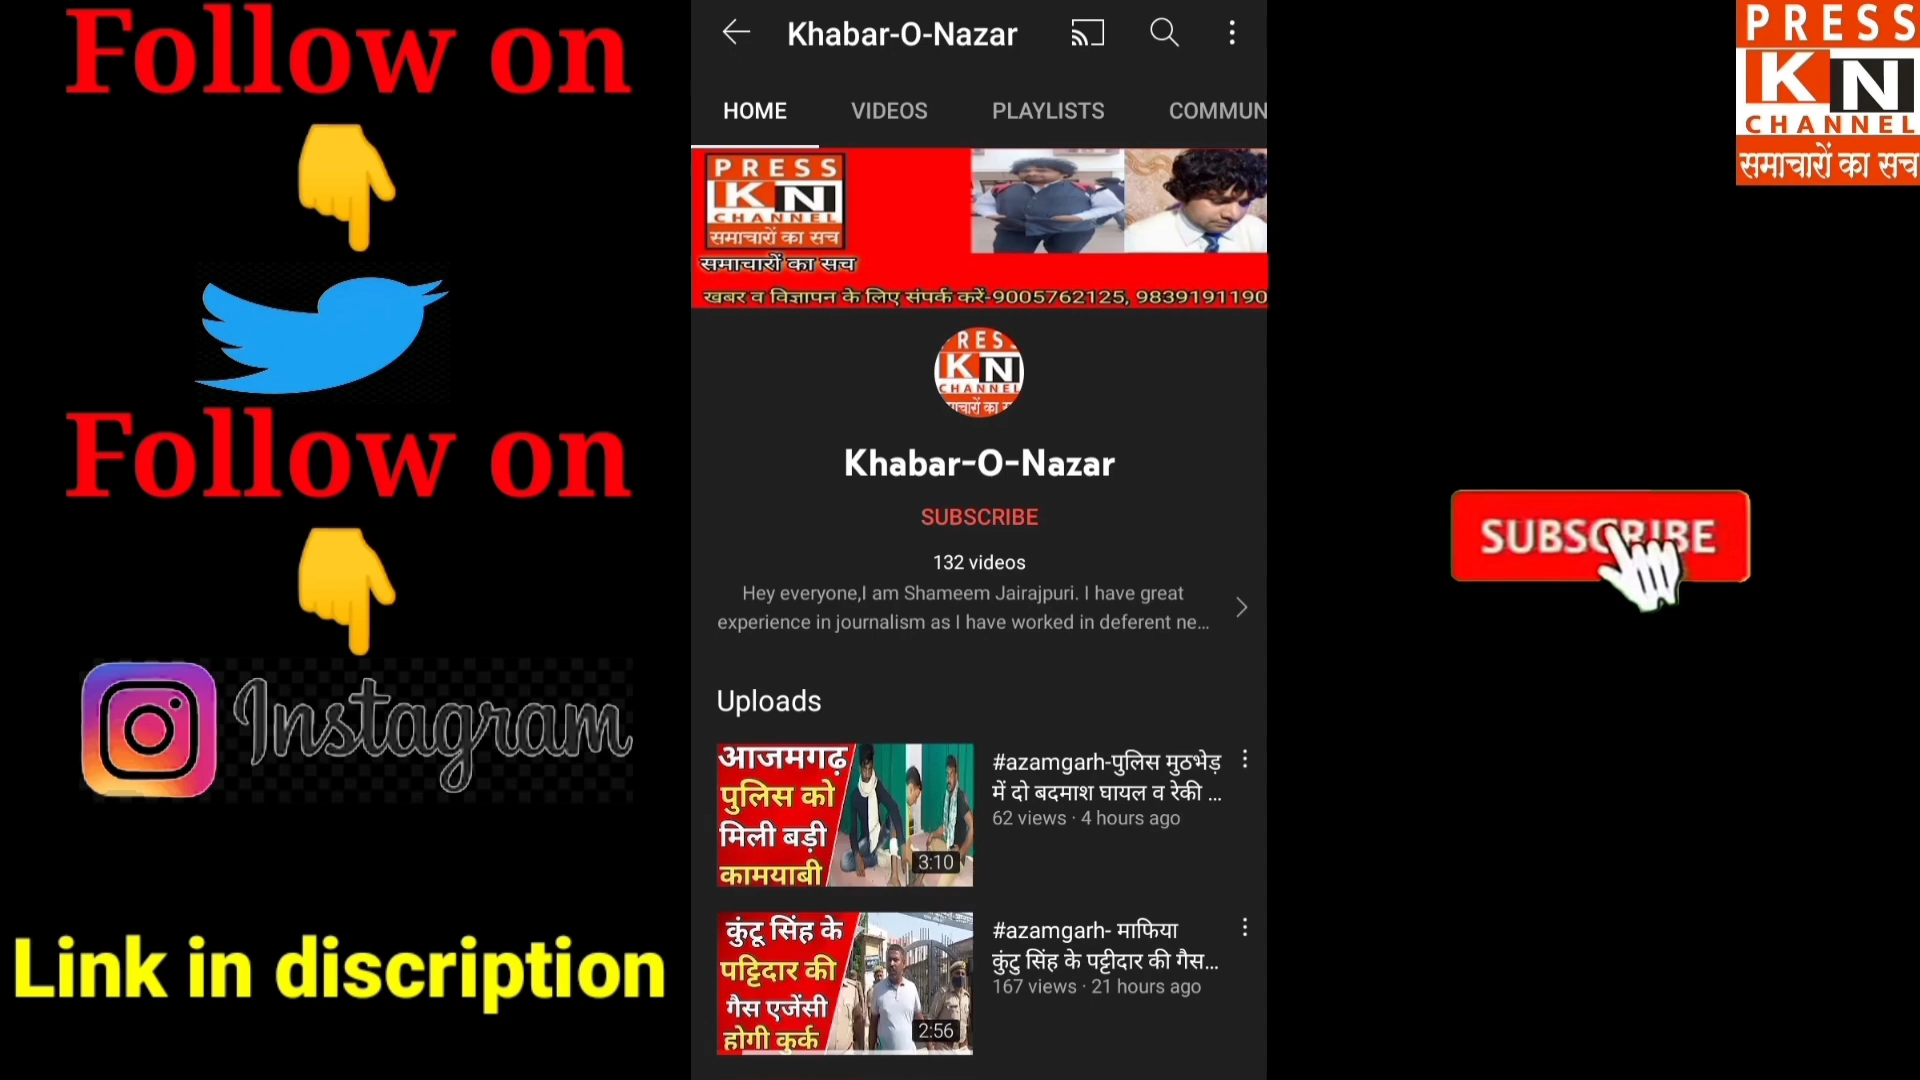 Follow on
Follow on
Instagram
Link in discription
Khabar-O-Nazar
HOME VIDEOS PLAYLISTS COMMUN
PRESS
KN
CHANNEL
समाचारों का सच
समाचारों का सच
खबर व विज्ञापन के लिए संपर्क करें-9005762125, 9839191190
PRESS
KN
CHANNEL
Khabar-O-Nazar
SUBSCRIBE
132 videos
Hey everyone,I am Shameem Jairajpuri. I have great
experience in journalism as I have worked in deferent ne...
Uploads
आजमगढ़
पुलिस को
मिली बड़ी
कामयाबी
3:10
#azamgarh-पुलिस मुठभेड़
में दो बदमाश घायल व रेकी ...
62 views · 4 hours ago
कुंटू सिंह के
पट्टिदार की
गैस एजेंसी
होगी कुर्क
2:56
#azamgarh- माफिया
कुंटु सिंह के पट्टीदार की गैस...
167 views · 21 hours ago
PRESS
KN
CHANNEL
समाचारों का सच
SUBSCRIBE